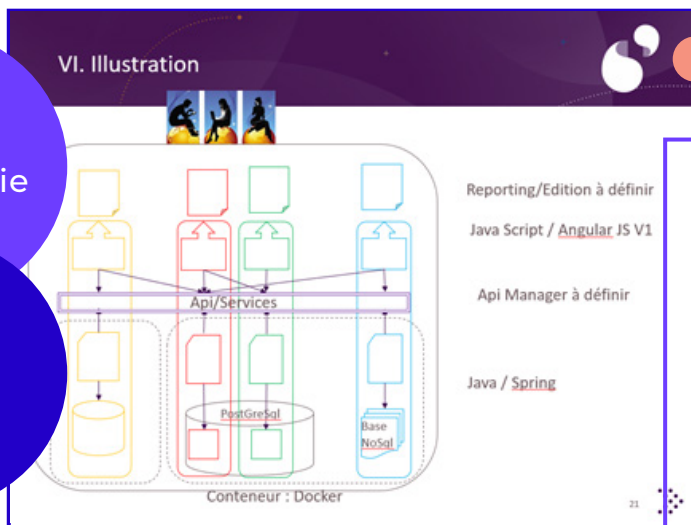 VI. Illustration
ie
Reporting/Edition à définir
Java Script / Angular JS V1
Api/Services
Api Manager à définir
Java / Spring
PostGreSql
Base
NoSql
Conteneur : Docker
21